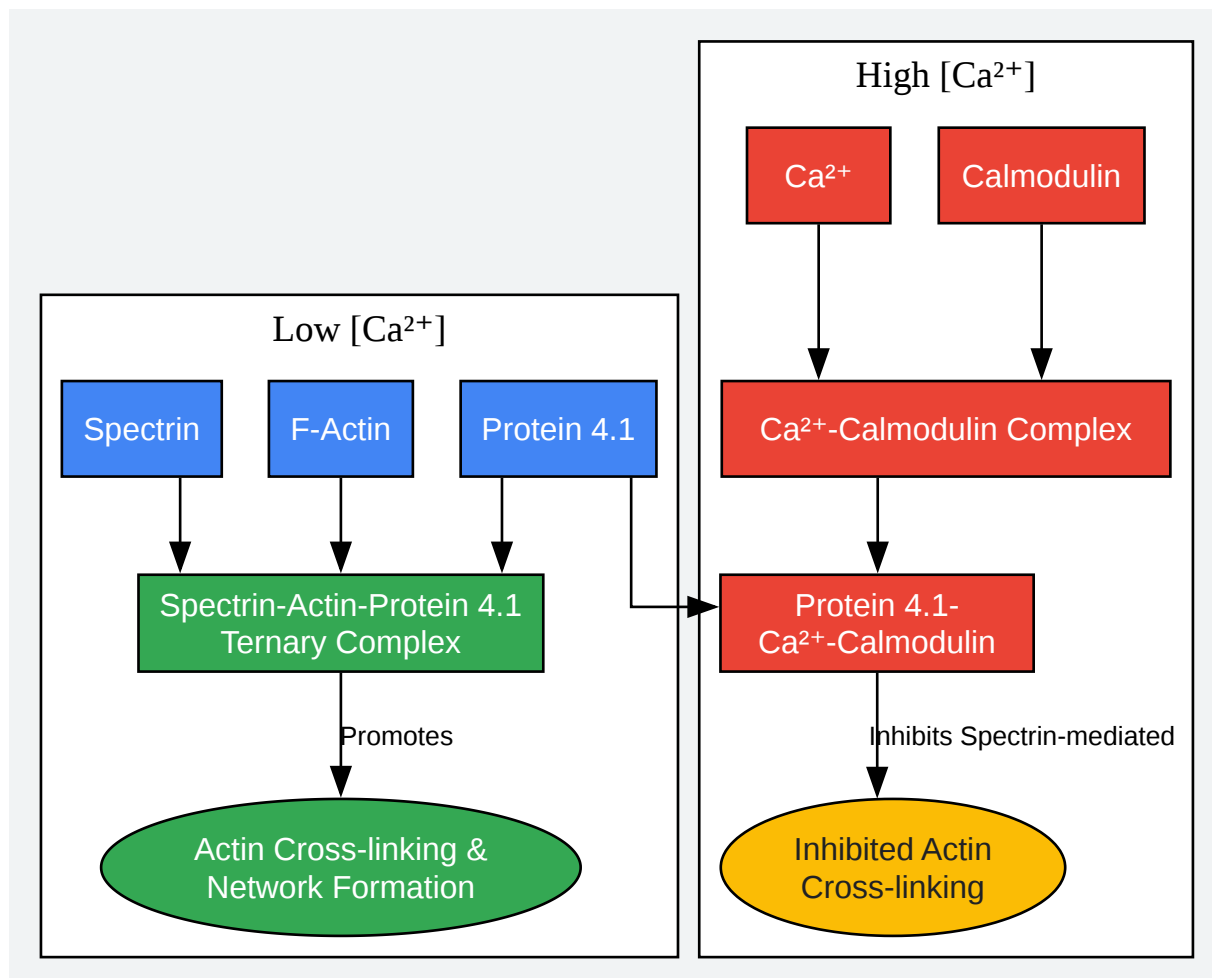 High [Ca²⁺]
Ca²⁺
Calmodulin
Low [Ca²⁺]
Spectrin
F-Actin
Protein 4.1
Ca²⁺-Calmodulin Complex
Spectrin-Actin-Protein 4.1
Ternary Complex
Protein 4.1-
Ca²⁺-Calmodulin
Promotes
Inhibits Spectrin-mediated
Actin Cross-linking &
Network Formation
Inhibited Actin
Cross-linking